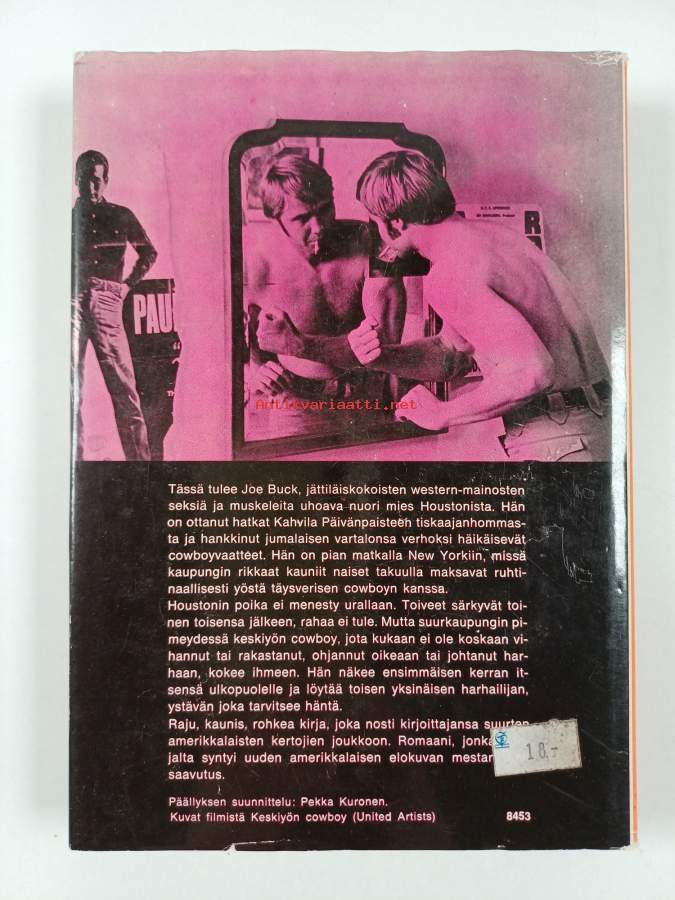 PAU
R
Antikvariaatti.net
Tässä tulee Joe Buck, jättiläiskokoisten western-mainosten
seksiä ja muskeleita uhoava nuori mies Houstonista. Hän
on ottanut hatkat Kahvila Päivänpaisteen tiskaajanhommas-
ta ja hankkinut jumalaisen vartalonsa verhoksi häikäisevät
cowboyvaatteet. Hän on pian matkalla New Yorkiin, missä
kaupungin rikkaat kauniit naiset takuulla maksavat ruhti-
naallisesti yöstä täysverisen cowboyn kanssa.
Houstonin poika ei menesty urallaan. Toiveet särkyvät toi-
nen toisensa jälkeen, rahaa ei tule. Mutta suurkaupungin pi-
meydessä keskiyön cowboy, jota kukaan ei ole koskaan vi-
hannut tai rakastanut, ohjannut oikeaan tai johtanut har-
haan, kokee ihmeen. Hän näkee ensimmäisen kerran it-
sensä ulkopuolelle ja löytää toisen yksinäisen harhailijan,
ystävän joka tarvitsee häntä.
Raju, kaunis, rohkea kirja, joka nosti kirjoittajansa suurten
amerikkalaisten kertojien joukkoon. Romaani,
jalta syntyi uuden amerikkalaisen elokuvan
saavutus.
18.-
Päällyksen suunnittelu: Pekka Kuronen.
Kuvat filmistä Keskiyön cowboy (United Artists) 8453